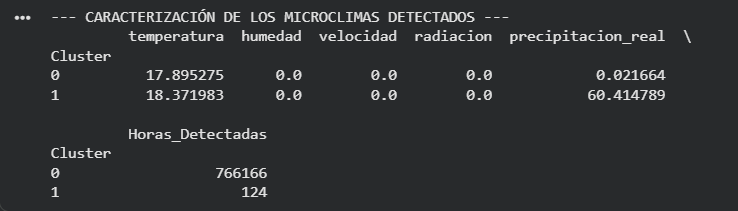 ••• --- CARACTERIZACIÓN DE LOS MICROCLIMAS DETECTADOS ---
temperatura humedad velocidad radiacion precipitacion_real \
Cluster
0 17.895275 0.0 0.0 0.0 0.021664
1 18.371983 0.0 0.0 0.0 60.414789
Horas_Detectadas
Cluster
0 766166
1 124